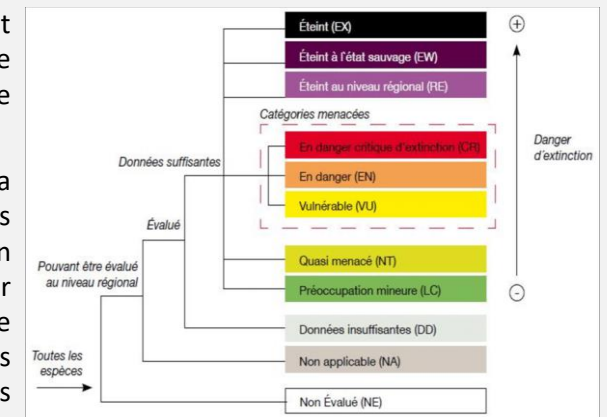 t
e
e
a
s
n
r
e
s
s
Éteint (EX)
Éteint à l'état sauvage (EW)
Éteint au niveau régional (RE)
Catégories menacées
En danger critique d'extinction (CR)
En danger (EN)
Vulnérable (VU)
Quasi menacé (NT)
Préoccupation mineure (LC)
Données insuffisantes (DD)
Non applicable (NA)
Non Évalué (NE)
Données suffisantes
Évalué
Pouvant être évalué
au niveau régional
Toutes les
espèces
+
Danger
d'extinction
-